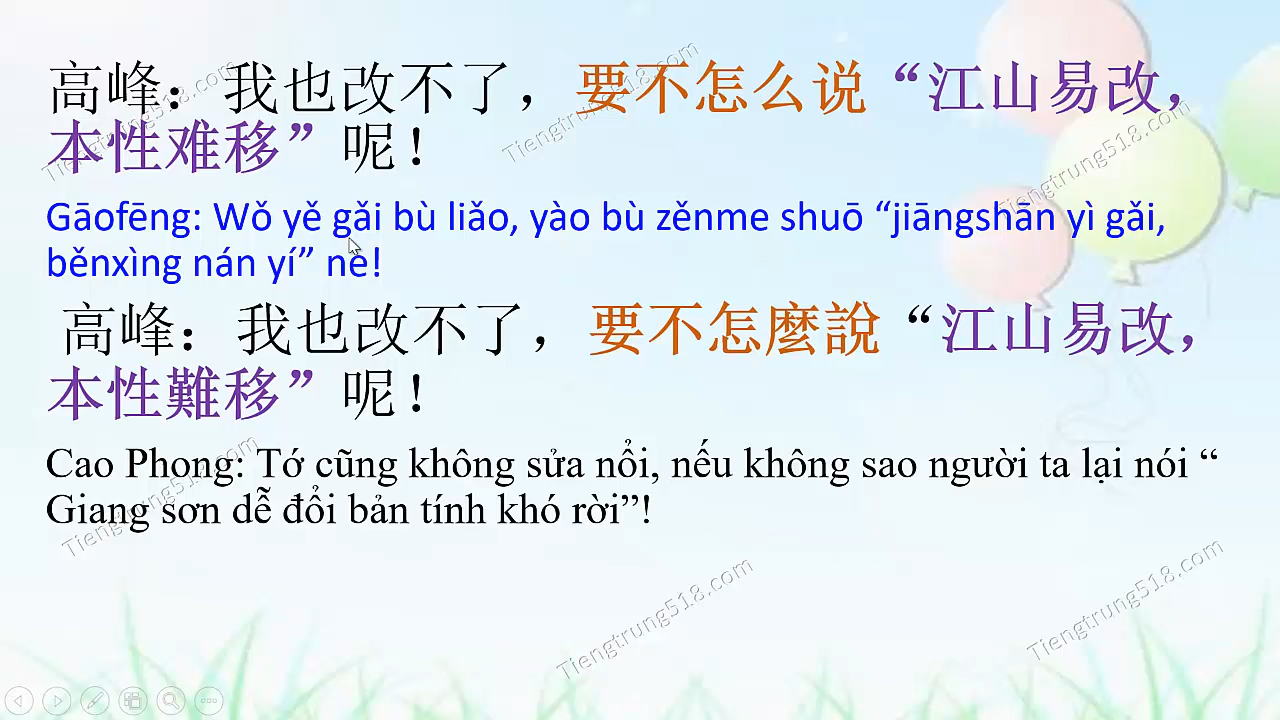 高峰：我也改不了，要不怎么说“江山易改，
本性难移”呢！
Gāofēng: Wǒ yě gǎi bù liǎo, yào bù zěnme shuō “jiāngshān yì gǎi,
běnxìng nán yí” ne!
高峰：我也改不了，要不怎麼說“江山易改，
本性難移”呢！
Cao Phong: Tớ cũng không sửa nổi, nếu không sao người ta lại nói “
Giang sơn dễ đổi bản tính khó rời”!
Tiengtrung518.com
Tiengtrung518.com
Tiengtrung518.com
Tiengtrung518.com
Tiengtrung518.com
Tiengtrung518.com